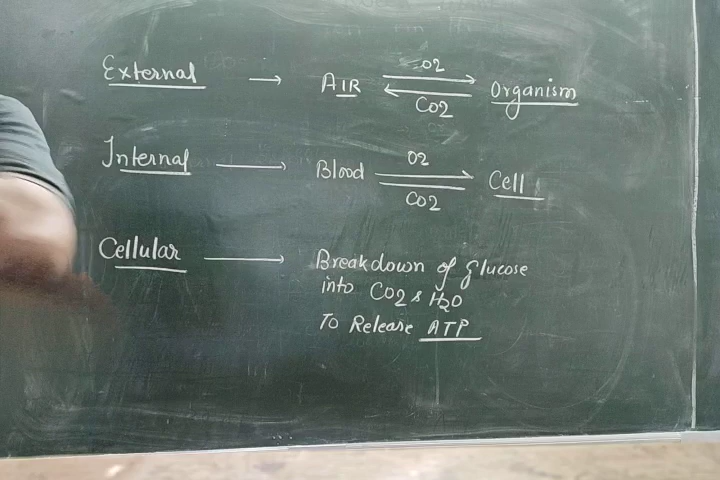 O2
External → AIR ⇌ Organism
CO2
O2
Internal → Blood ⇌ Cell
CO2
Cellular → Breakdown of glucose
into CO2 & H2O
To Release ATP